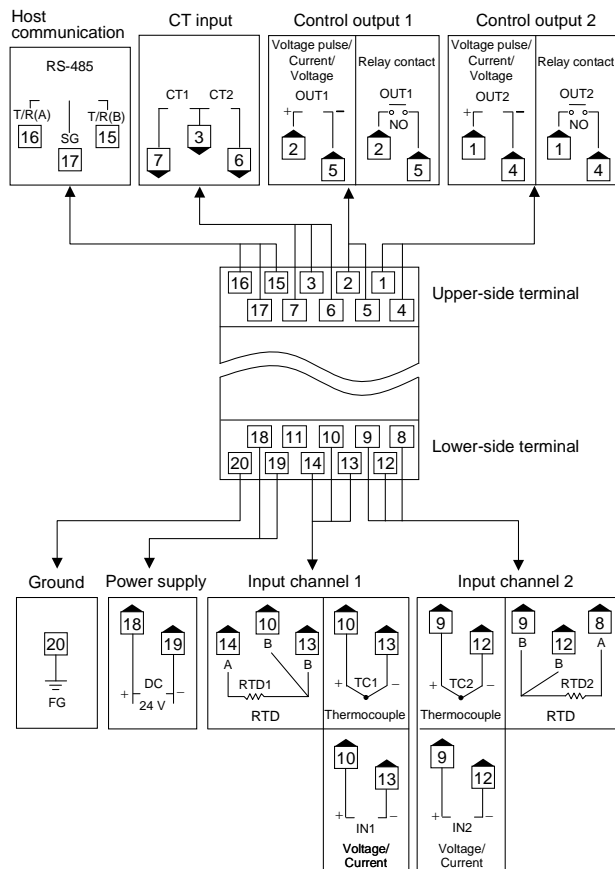 Host communication
RS-485
T/R(A) T/R(B)
16 15
SG
17
CT input
CT1 CT2
3
7 6
Control output 1
Voltage pulse/
Current/
Voltage
+ OUT1 −
2
5
Relay contact
OUT1
NO
2
5
Control output 2
Voltage pulse/
Current/
Voltage
+ OUT2 −
1
4
Relay contact
OUT2
NO
1
4
16 15 3 2 1
17 7 6 5 4
Upper-side terminal
18 11 10 9 8
20 19 14 13 12
Lower-side terminal
Ground
20
FG
Power supply
18
19
+ DC −
24 V
Input channel 1
10
14 13
A B B
RTD1
RTD
10
13
+ TC1 −
Thermocouple
10
13
+ IN1 −
Voltage/
Current
Input channel 2
9
12
+ TC2 −
Thermocouple
9 8
12
B B A
RTD2
RTD
9
12
+ IN2 −
Voltage/
Current